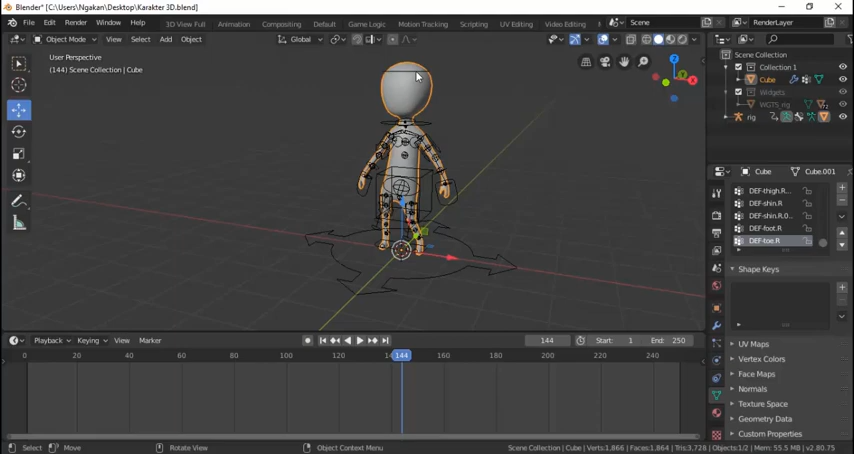 Blender* [C:\Users\Ngakan\Desktop\Karakter 3D.blend]
File Edit Render Window Help
3D View Full Animation Compositing Default Game Logic Motion Tracking Scripting UV Editing Video Editing
Scene RenderLayer
Object Mode View Select Add Object Global
User Perspective
(144) Scene Collection | Cube
Z
Y
X
Scene Collection
Collection 1
Cube
Widgets
WGTS_rig
rig
Cube Cube.001
DEF-thigh.R...
DEF-shin.R
DEF-shin.R.0...
DEF-foot.R
DEF-toe.R
Shape Keys
UV Maps
Vertex Colors
Face Maps
Normals
Texture Space
Geometry Data
Custom Properties
Playback Keying View Marker 144 Start: 1 End: 250
0 20 40 60 80 100 120 144 160 180 200 220 240
Select Move Rotate View Object Context Menu Scene Collection | Cube | Verts:1,866 | Faces:1,864 | Tris:3,728 | Objects:1/2 | Mem: 55.5 MB | v2.80.75